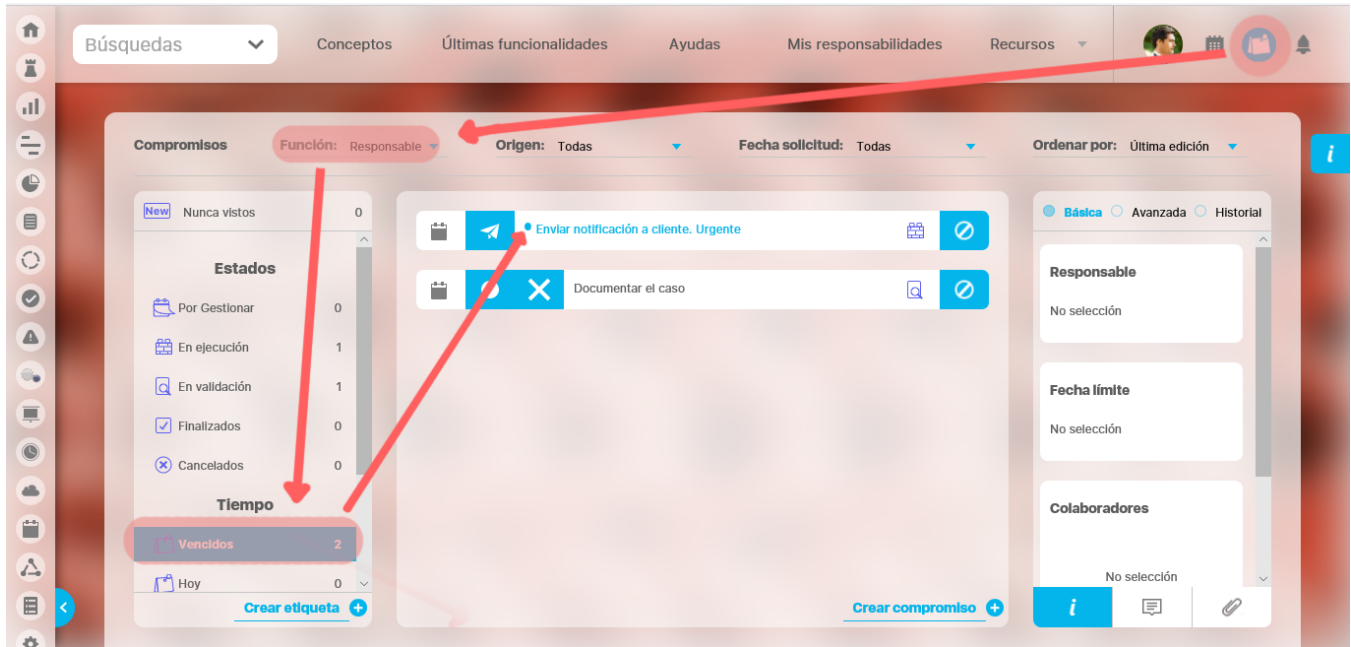 Búsquedas
Conceptos
Últimas funcionalidades
Ayudas
Mis responsabilidades
Recursos
Compromisos
Función: Responsable
Origen: Todas
Fecha solicitud: Todas
Ordenar por: Última edición
i
New Nunca vistos 0
Estados
Por Gestionar 0
En ejecución 1
En validación 1
Finalizados 0
Cancelados 0
Tiempo
Vencidos 2
Hoy 0
Crear etiqueta
Enviar notificación a cliente. Urgente
Documentar el caso
Crear compromiso
Básica Avanzada Historial
Responsable
No selección
Fecha límite
No selección
Colaboradores
No selección
i